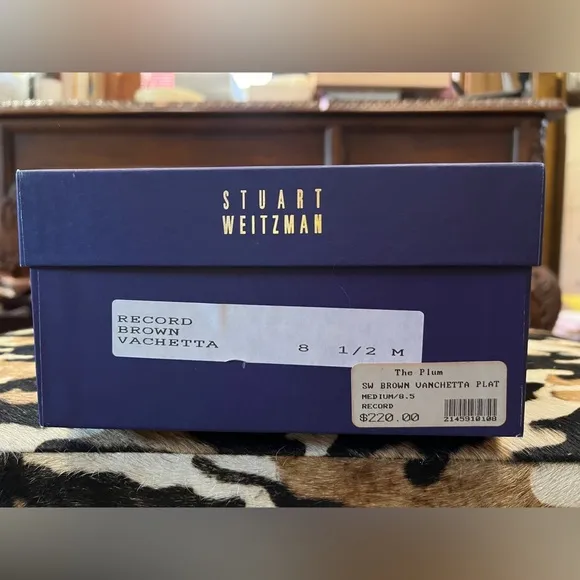 STUART
WEITZMAN
RECORD
BROWN
VACHETTA 8 1/2 M
The Plum
SW BROWN VANCHETTA PLAT
MEDIUM/8.5
RECORD
$220.00 2145910108